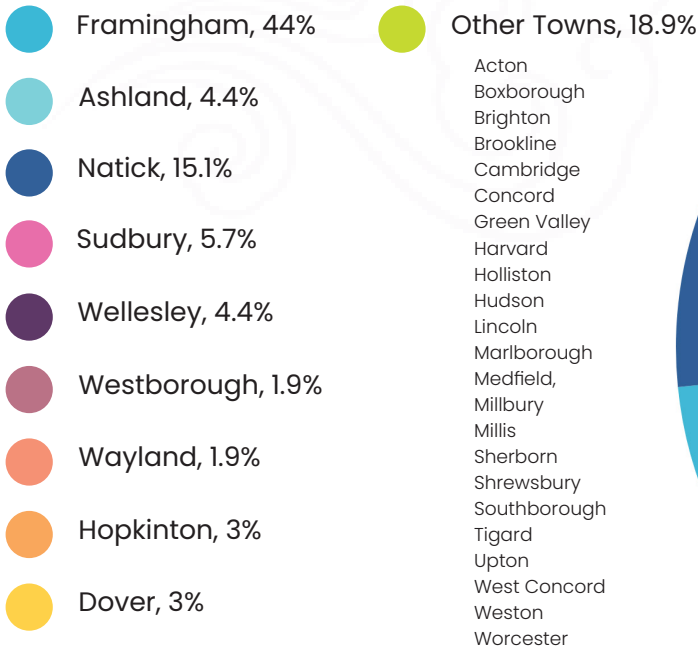 Framingham, 44%
Ashland, 4.4%
Natick, 15.1%
Sudbury, 5.7%
Wellesley, 4.4%
Westborough, 1.9%
Wayland, 1.9%
Hopkinton, 3%
Dover, 3%
Other Towns, 18.9%
Acton
Boxborough
Brighton
Brookline
Cambridge
Concord
Green Valley
Harvard
Holliston
Hudson
Lincoln
Marlborough
Medfield,
Millbury
Millis
Sherborn
Shrewsbury
Southborough
Tigard
Upton
West Concord
Weston
Worcester